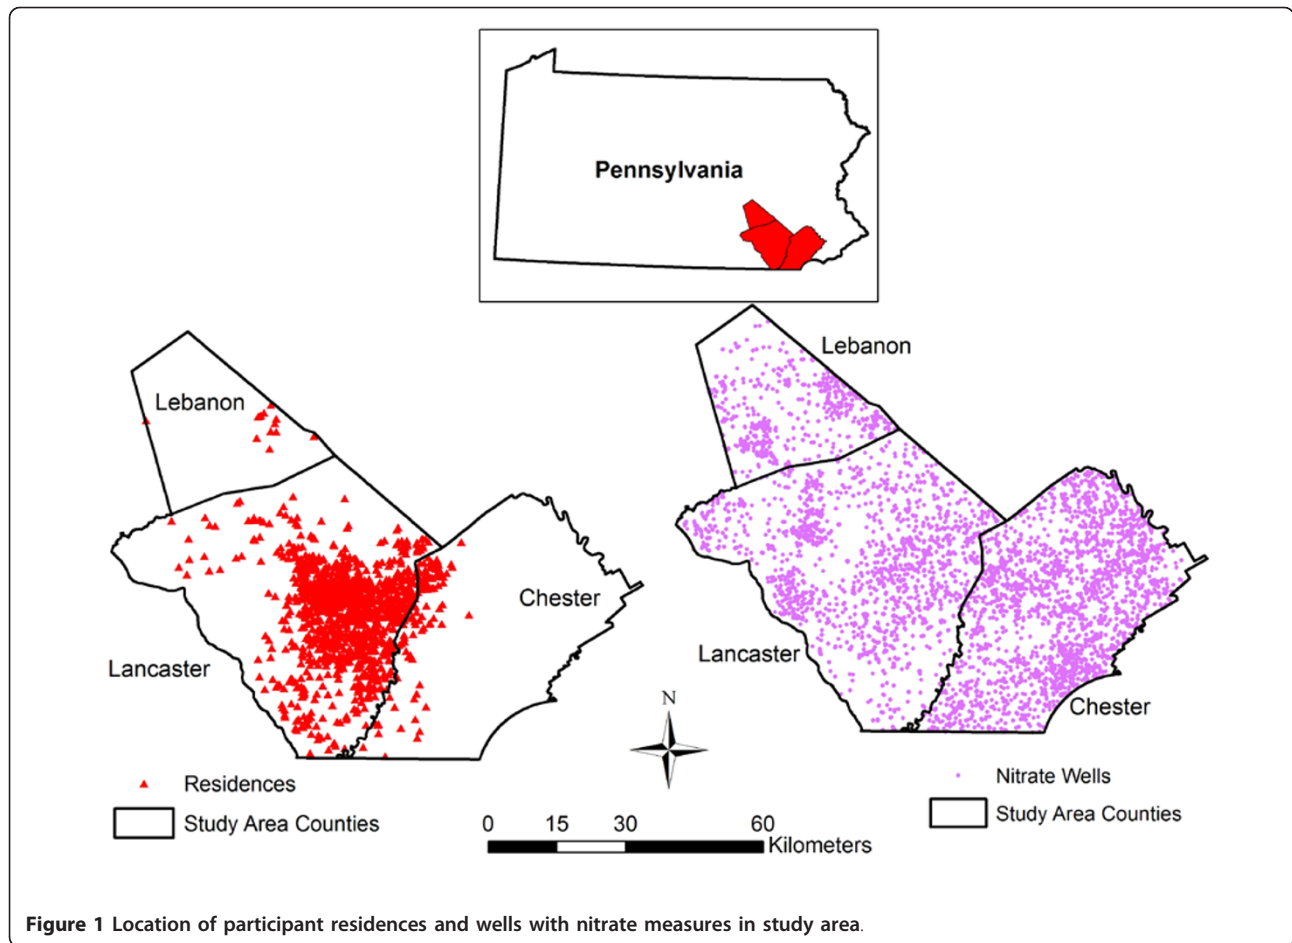 Pennsylvania
Lebanon
Lancaster
Chester
Residences
Study Area Counties
Lebanon
Lancaster
Chester
Nitrate Wells
Study Area Counties
N
0 15 30 60
Kilometers
Figure 1 Location of participant residences and wells with nitrate measures in study area.